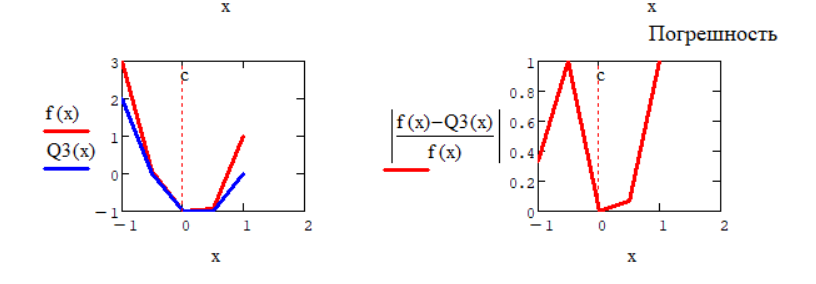 x
x
Погрешность
f(x)
Q3(x)
3
2
1
0
−1
c
−1 0 1 2
x
|f(x)−Q3(x)
f(x)|
1
0.8
0.6
0.4
0.2
0
c
−1 0 1 2
x